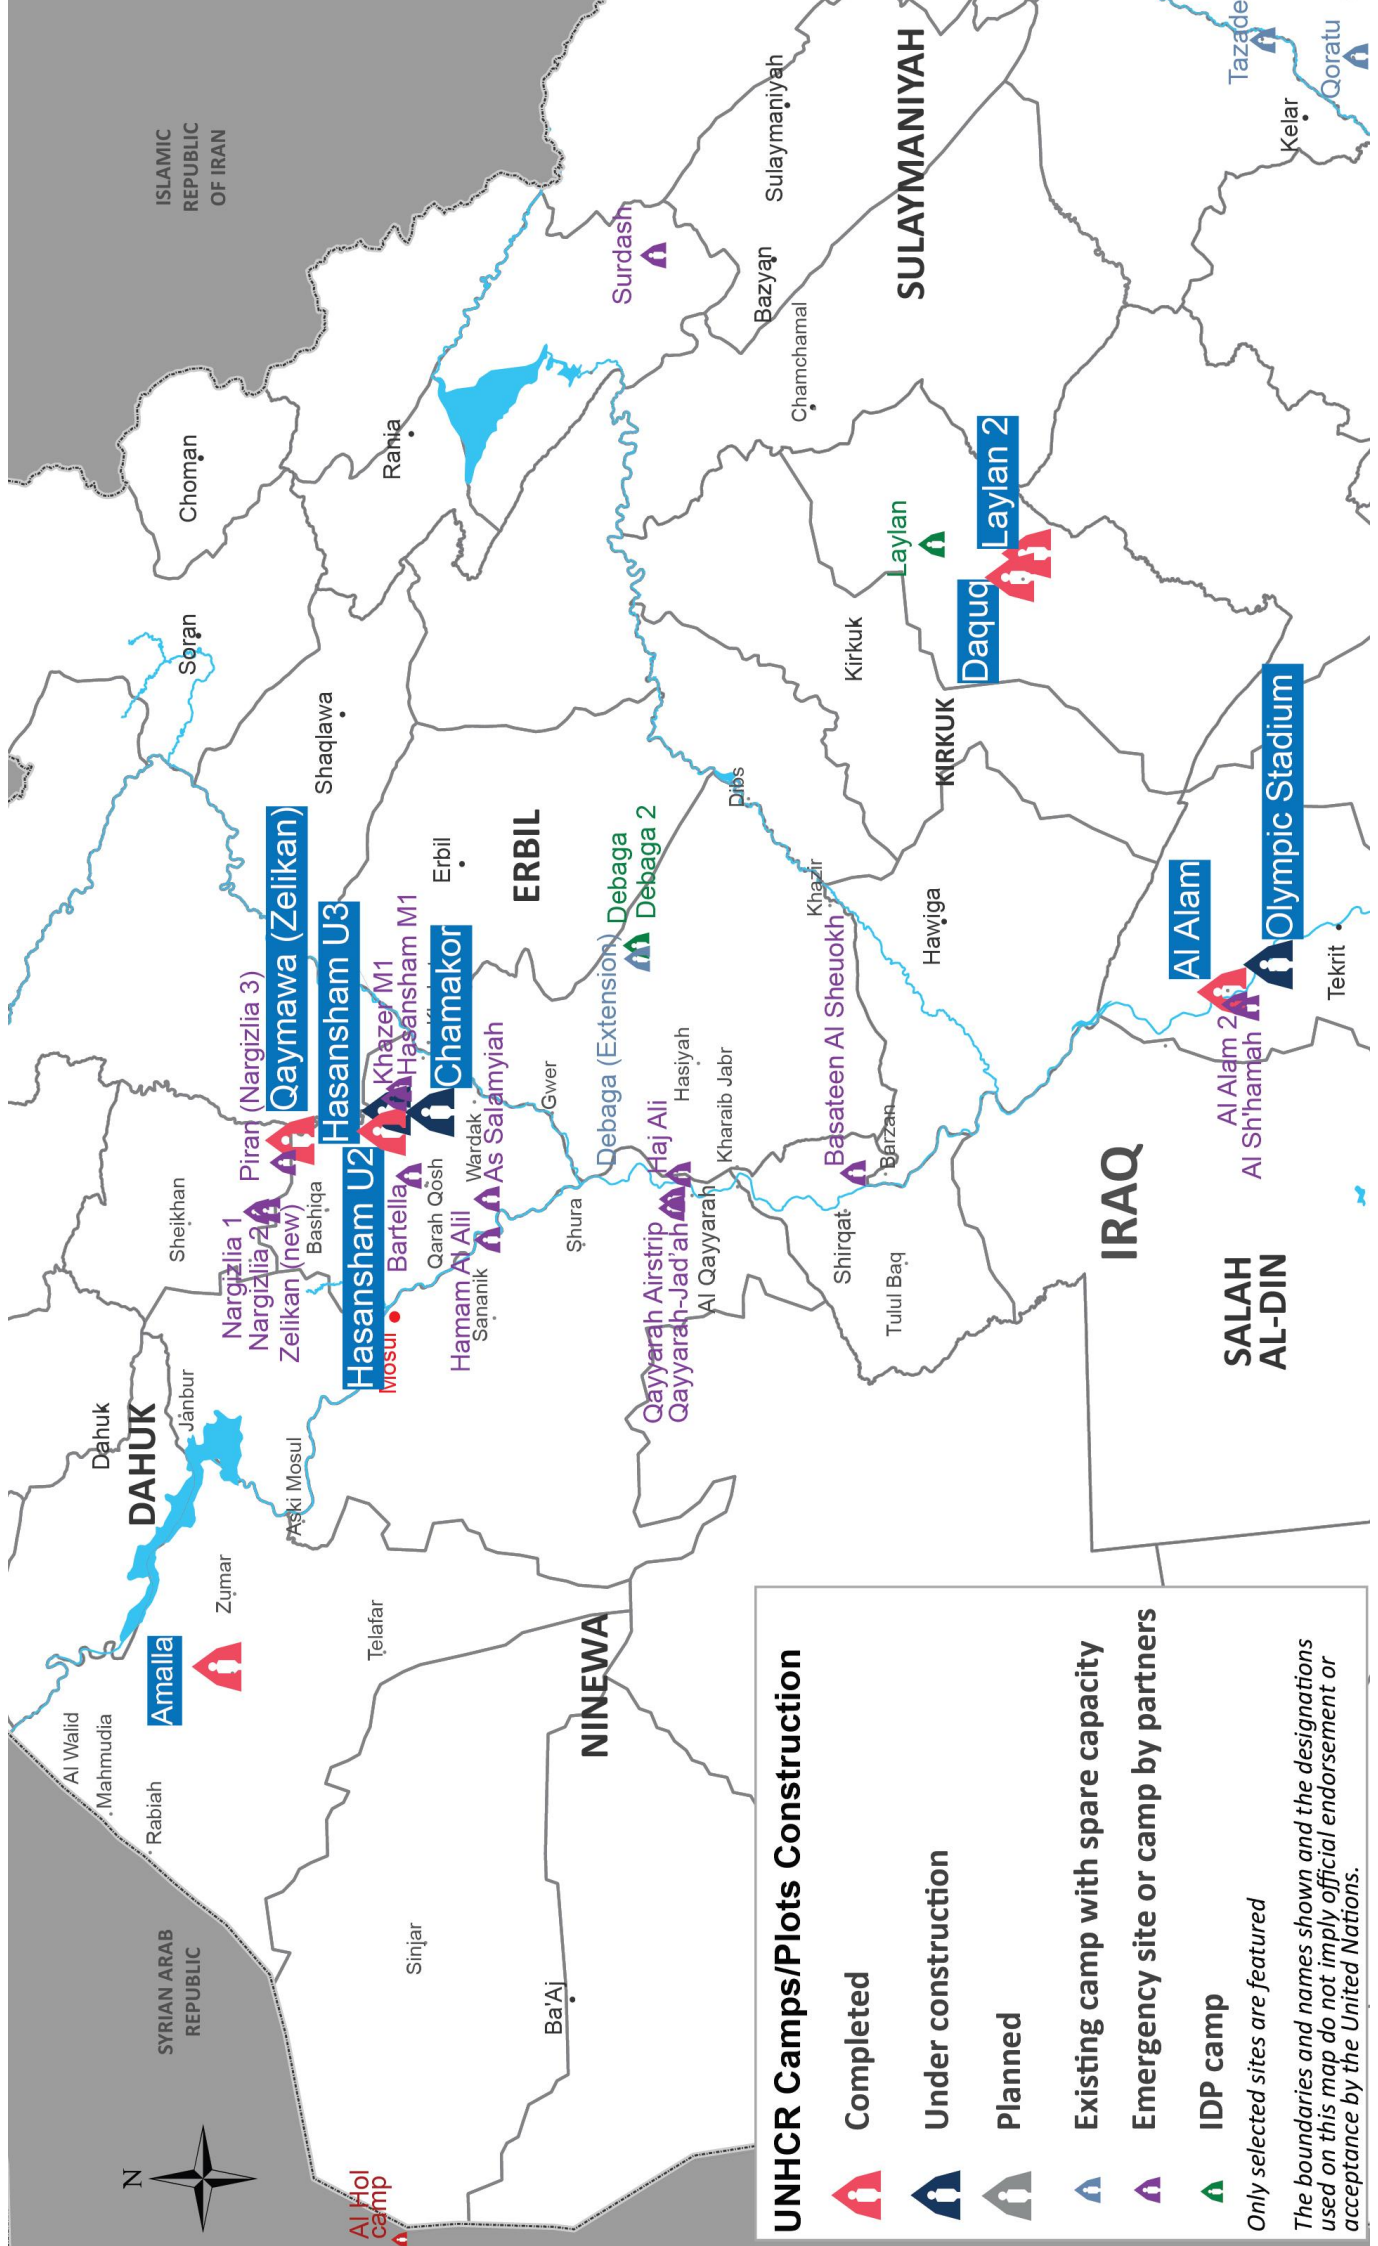 N
SYRIAN ARAB
REPUBLIC
ISLAMIC
REPUBLIC
OF IRAN
Al Walid
Mahmudia
Rabiah
Amalla
Zumar
Dahuk
DAHUK
Janbur
Aski Mosul
Telafar
Sinjar
Ba'Aj
Al Hol
camp
NINEWA
Sheikhan
Nargizlia 1
Nargizlia 2
Zelikan (new)
Piran (Nargizlia 3)
Qaymawa (Zelikan)
Bashiqa
Hasansham U3
Hasansham U2
Mosul
Khazer M1
Hasansham M1
Chamakor
Bartella
Qarah Qosh
Wardak
As Salamyiah
Hamam Al Alil
Sananik
Gwer
Shura
Soran
Choman
Rania
Shaqlawa
Erbil
ERBIL
Debaga
Debaga 2
Debaga (Extension)
Haj Ali
Hasiyah
Kharaib Jabr
Qayyarah Airstrip
Qayyarah-Jad'ah
Al Qayyarah
Basateen Al Sheuokh
Barzan
Shirqat
Tulul Baq
Khazir
Hawiga
Dibs
KIRKUK
Kirkuk
Laylan
Laylan 2
Daquq
Surdash
Sulaymaniyah
Bazyan
Chamchamal
SULAYMANIYAH
Tazade
Qoratu
Kelar
Al Alam
Olympic Stadium
Al Alam 2
Al Shhamah
Tekrit
IRAQ
SALAH
AL-DIN
UNHCR Camps/Plots Construction
Completed
Under construction
Planned
Existing camp with spare capacity
Emergency site or camp by partners
IDP camp
Only selected sites are featured
The boundaries and names shown and the designations
used on this map do not imply official endorsement or
acceptance by the United Nations.